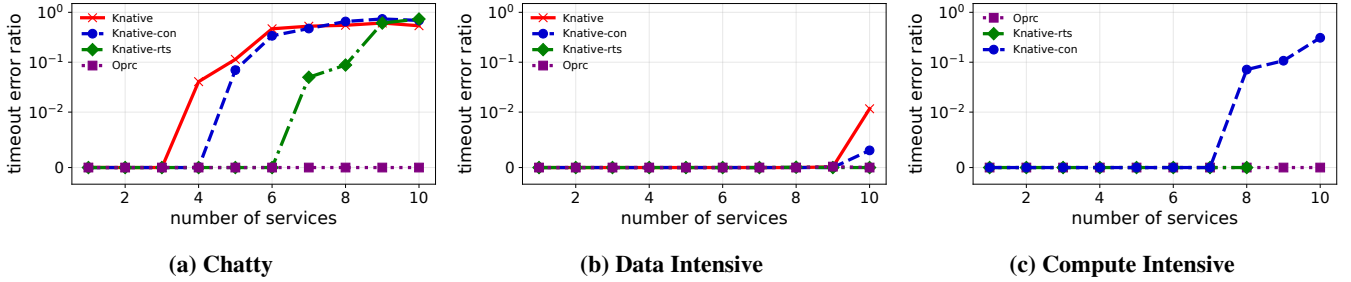 timeout error ratio
10^0
10^-1
10^-2
0
Knative
Knative-con
Knative-rts
Oprc
2 4 6 8 10
number of services
(a) Chatty
timeout error ratio
10^0
10^-1
10^-2
0
Knative
Knative-con
Knative-rts
Oprc
2 4 6 8 10
number of services
(b) Data Intensive
timeout error ratio
10^0
10^-1
10^-2
0
Oprc
Knative-rts
Knative-con
2 4 6 8 10
number of services
(c) Compute Intensive